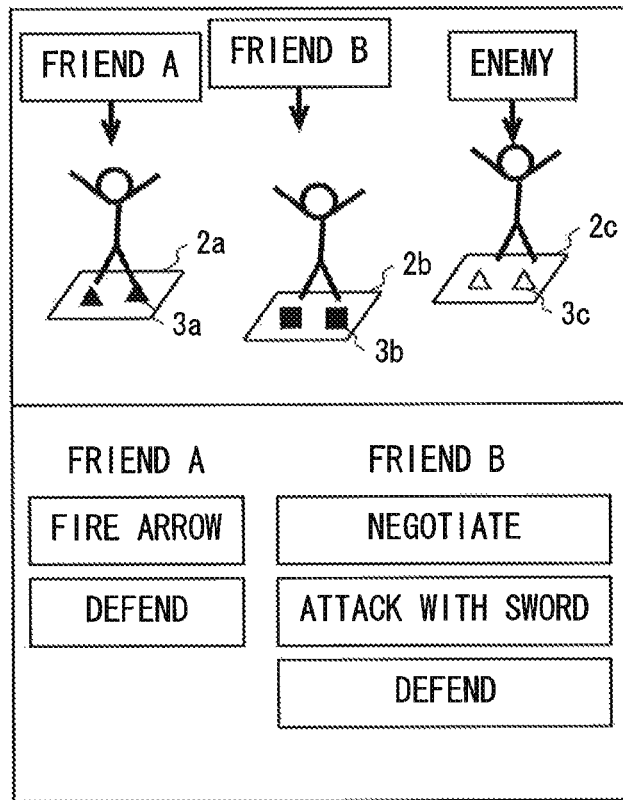 FRIEND A
FRIEND B
ENEMY
2a
2b
2c
3a
3b
3c
FRIEND A
FRIEND B
FIRE ARROW
NEGOTIATE
DEFEND
ATTACK WITH SWORD
DEFEND